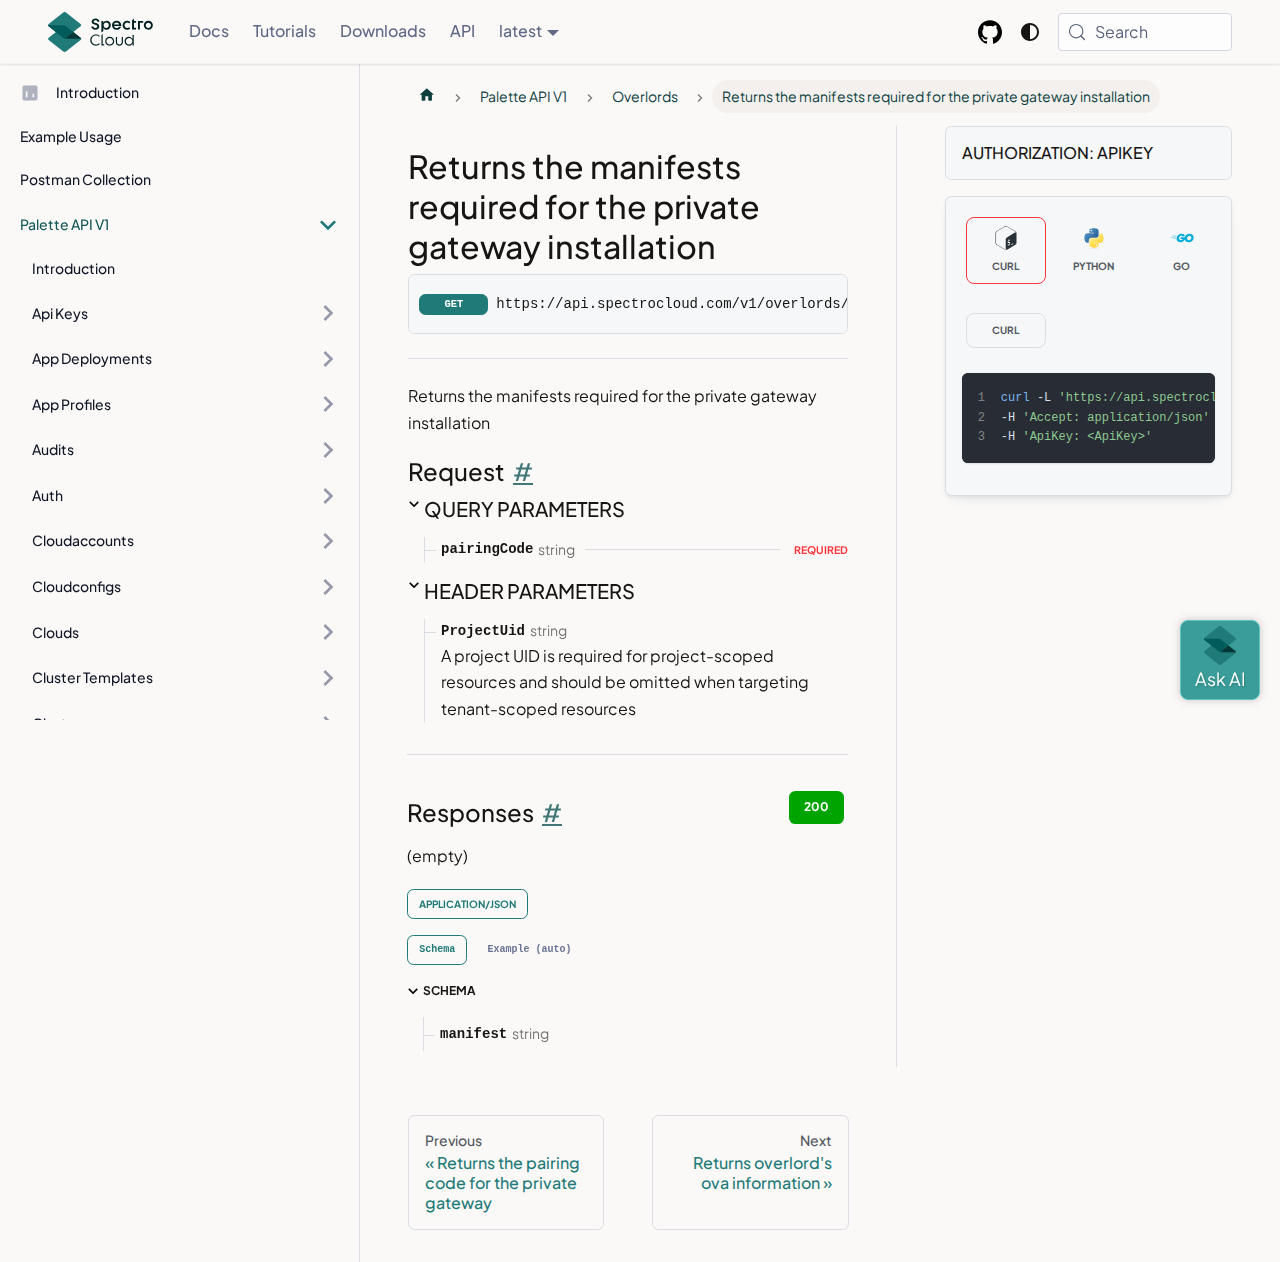 Spectro
Cloud
Docs
Tutorials
Downloads
API
latest
Search
Introduction
Example Usage
Postman Collection
Palette API V1
Introduction
Api Keys
App Deployments
App Profiles
Audits
Auth
Cloudaccounts
Cloudconfigs
Clouds
Cluster Templates
Palette API V1
Overlords
Returns the manifests required for the private gateway installation
Returns the manifests
required for the private
gateway installation
GET https://api.spectrocloud.com/v1/overlords/
Returns the manifests required for the private gateway
installation
Request #
QUERY PARAMETERS
pairingCode string REQUIRED
HEADER PARAMETERS
ProjectUid string
A project UID is required for project-scoped
resources and should be omitted when targeting
tenant-scoped resources
Responses #
200
(empty)
APPLICATION/JSON
Schema Example (auto)
SCHEMA
manifest string
Previous
« Returns the pairing
code for the private
gateway
Next
Returns overlord's
ova information »
AUTHORIZATION: APIKEY
CURL
PYTHON
GO
CURL
1 curl -L 'https://api.spectrocl
2 -H 'Accept: application/json'
3 -H 'ApiKey: <ApiKey>'
Ask AI